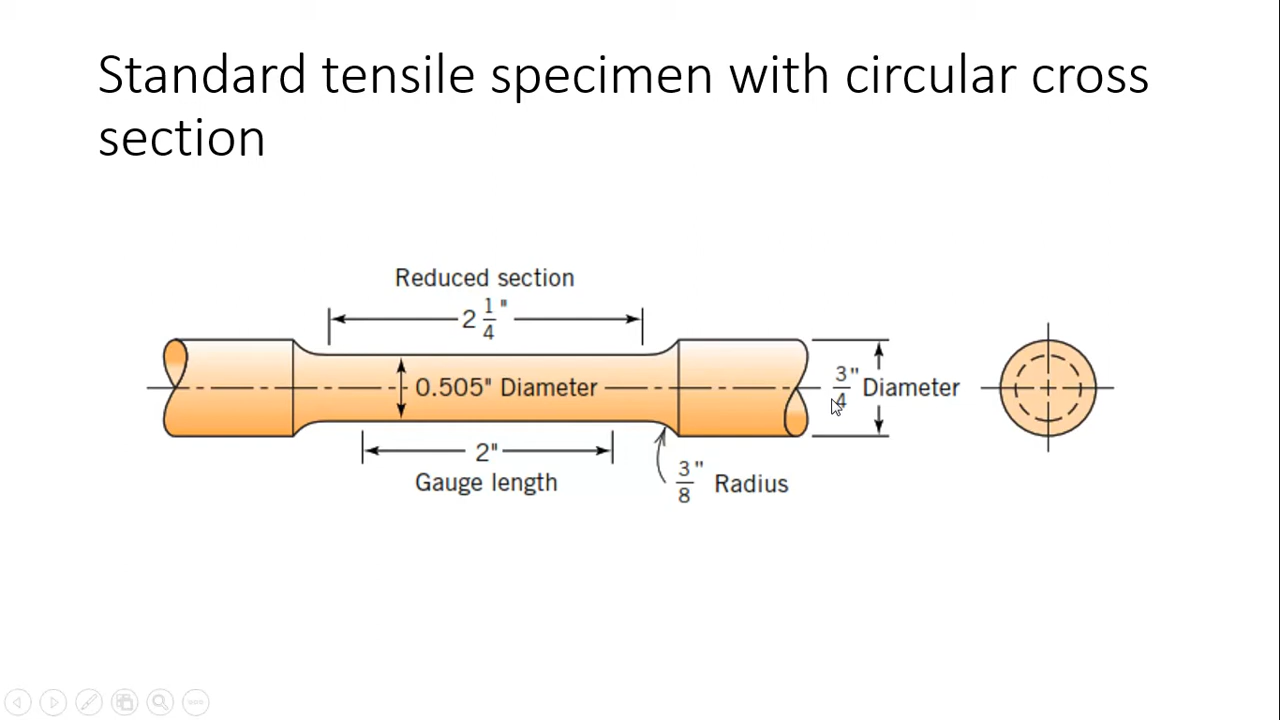 Standard tensile specimen with circular cross
section
Reduced section
2 1/4"
0.505" Diameter
3/4" Diameter
2"
Gauge length
3/8" Radius